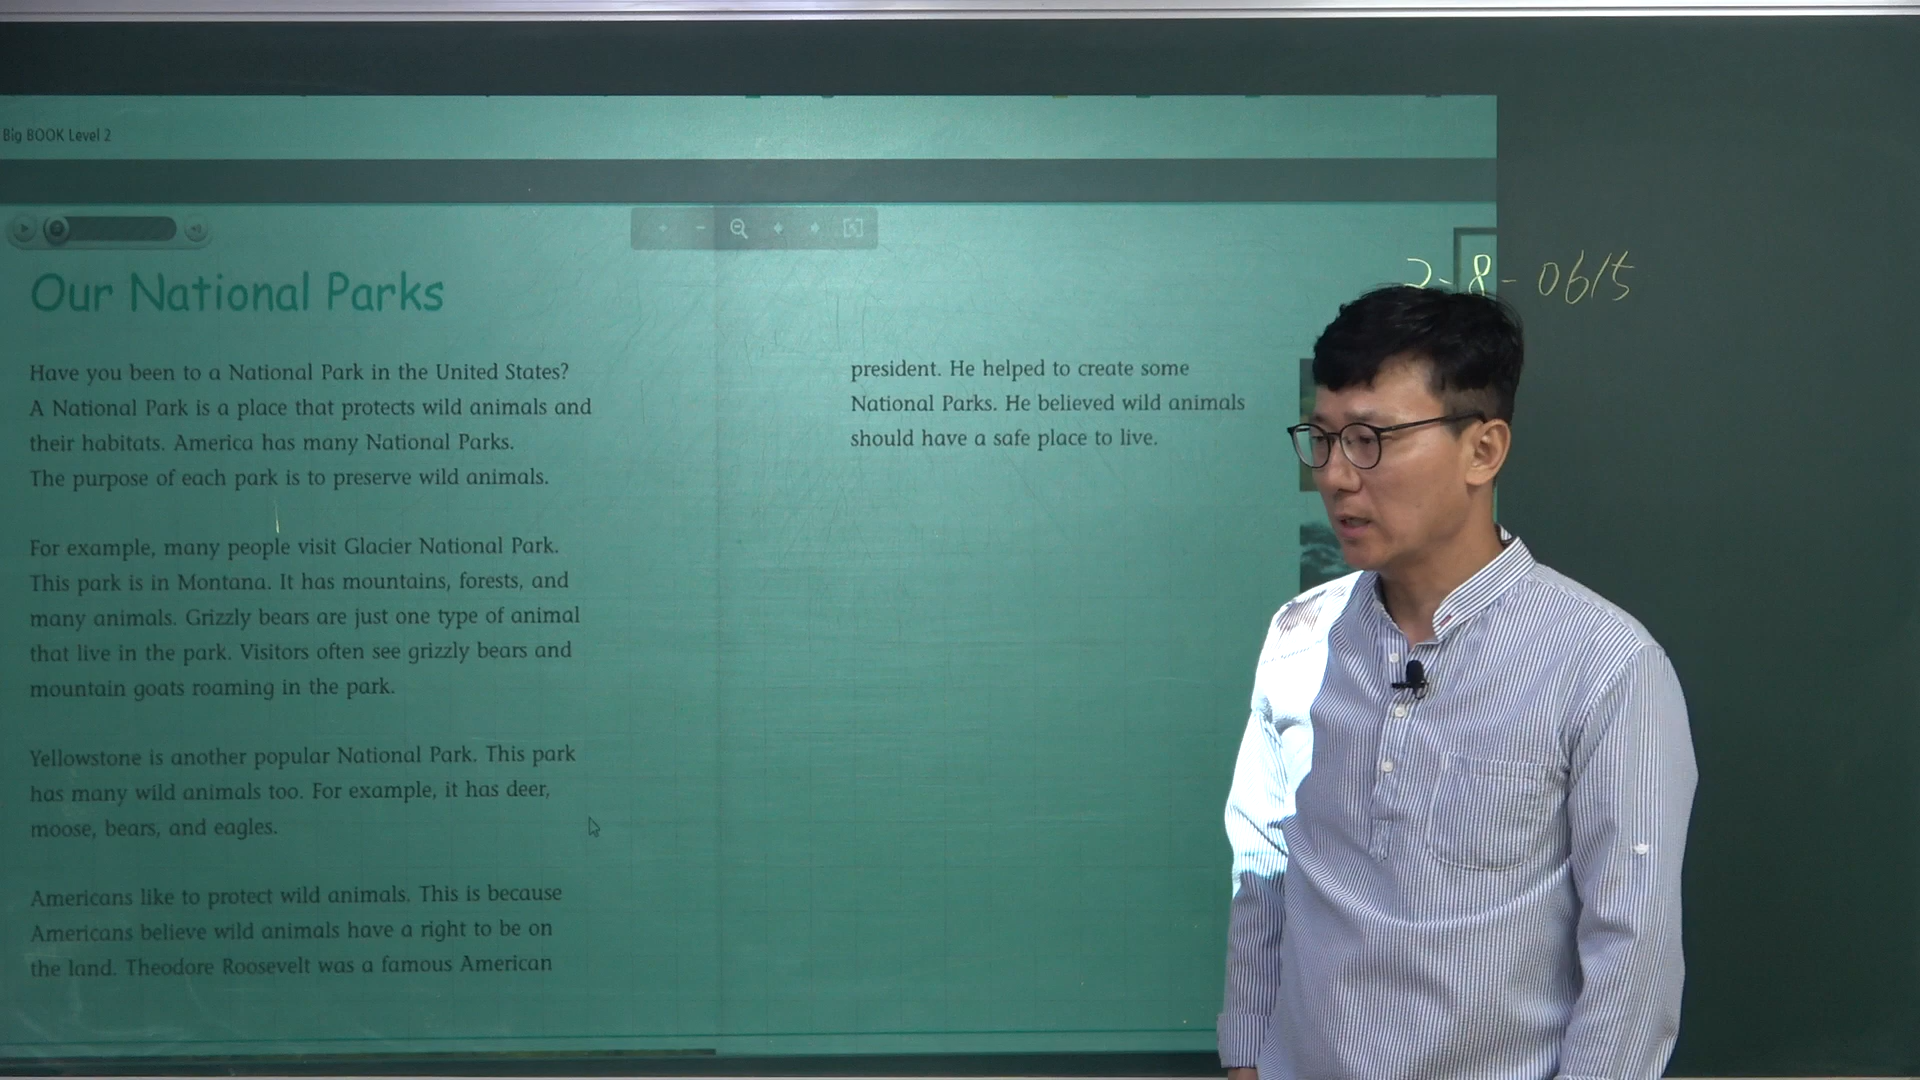 Big BOOK Level 2
2-8-0615
Our National Parks
Have you been to a National Park in the United States?
A National Park is a place that protects wild animals and
their habitats. America has many National Parks.
The purpose of each park is to preserve wild animals.
For example, many people visit Glacier National Park.
This park is in Montana. It has mountains, forests, and
many animals. Grizzly bears are just one type of animal
that live in the park. Visitors often see grizzly bears and
mountain goats roaming in the park.
Yellowstone is another popular National Park. This park
has many wild animals too. For example, it has deer,
moose, bears, and eagles.
Americans like to protect wild animals. This is because
Americans believe wild animals have a right to be on
the land. Theodore Roosevelt was a famous American
president. He helped to create some
National Parks. He believed wild animals
should have a safe place to live.